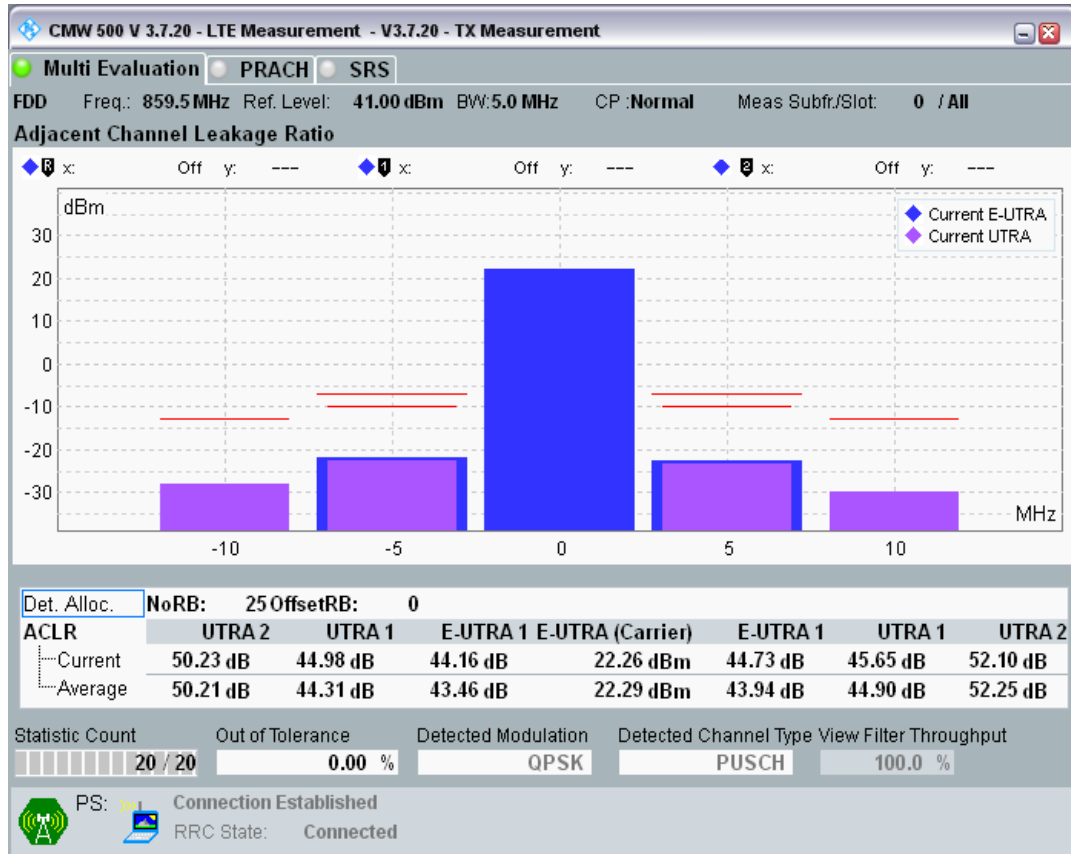 CMW 500 V 3.7.20 - LTE Measurement - V3.7.20 - TX Measurement
Multi Evaluation PRACH SRS
FDD Freq.: 859.5 MHz Ref. Level: 41.00 dBm BW: 5.0 MHz CP :Normal Meas Subfr./Slot: 0 / All
Adjacent Channel Leakage Ratio
R x: Off y: --- 1 x: Off y: --- 2 x: Off y: ---
dBm
Current E-UTRA
Current UTRA
30
20
10
0
-10
-20
-30
MHz
-10 -5 0 5 10
Det. Alloc. NoRB: 25 OffsetRB: 0
ACLR UTRA 2 UTRA 1 E-UTRA 1 E-UTRA (Carrier) E-UTRA 1 UTRA 1 UTRA 2
Current 50.23 dB 44.98 dB 44.16 dB 22.26 dBm 44.73 dB 45.65 dB 52.10 dB
Average 50.21 dB 44.31 dB 43.46 dB 22.29 dBm 43.94 dB 44.90 dB 52.25 dB
Statistic Count Out of Tolerance Detected Modulation Detected Channel Type View Filter Throughput
20 / 20 0.00 % QPSK PUSCH 100.0 %
PS: Connection Established
RRC State: Connected